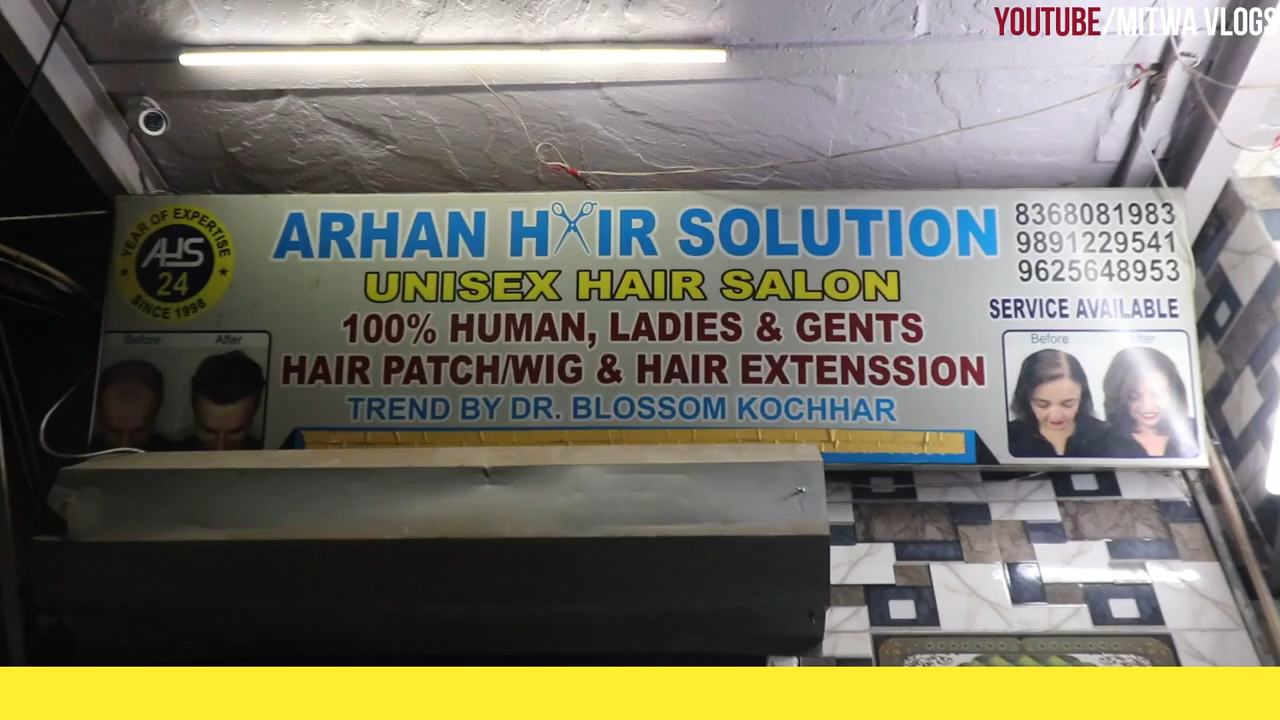 YOUTUBE/MITWA VLOGS
YEAR OF EXPERTISE
AHS
24
SINCE 1998
ARHAN HAIR SOLUTION
UNISEX HAIR SALON
100% HUMAN, LADIES & GENTS
HAIR PATCH/WIG & HAIR EXTENSSION
TREND BY DR. BLOSSOM KOCHHAR
8368081983
9891229541
9625648953
SERVICE AVAILABLE
Before After
Before After